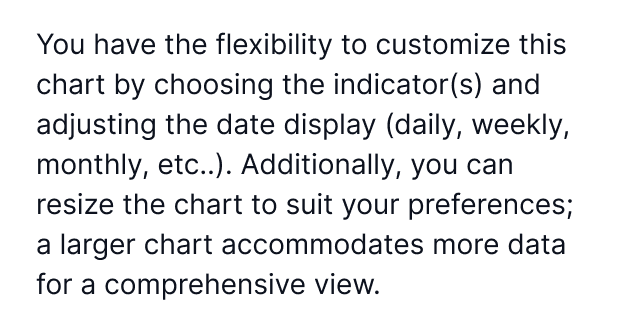 You have the flexibility to customize this
chart by choosing the indicator(s) and
adjusting the date display (daily, weekly,
monthly, etc..). Additionally, you can
resize the chart to suit your preferences;
a larger chart accommodates more data
for a comprehensive view.